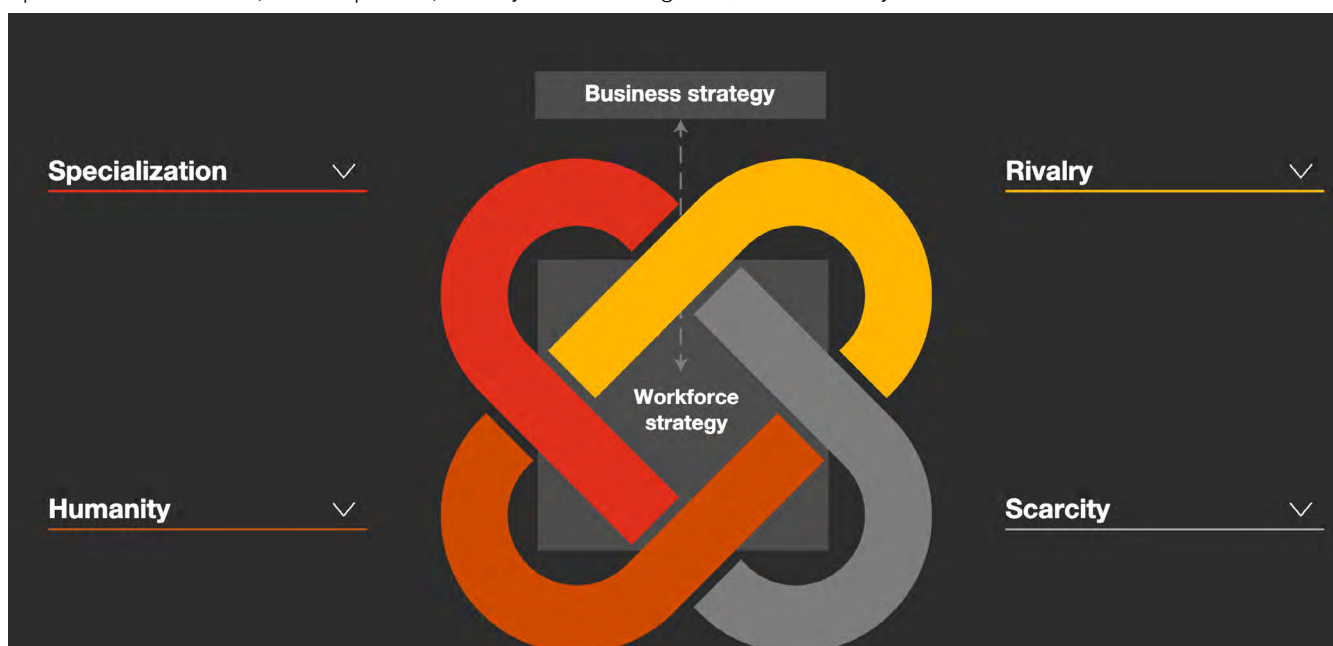 Business strategy
Specialization
Rivalry
Workforce
strategy
Humanity
Scarcity